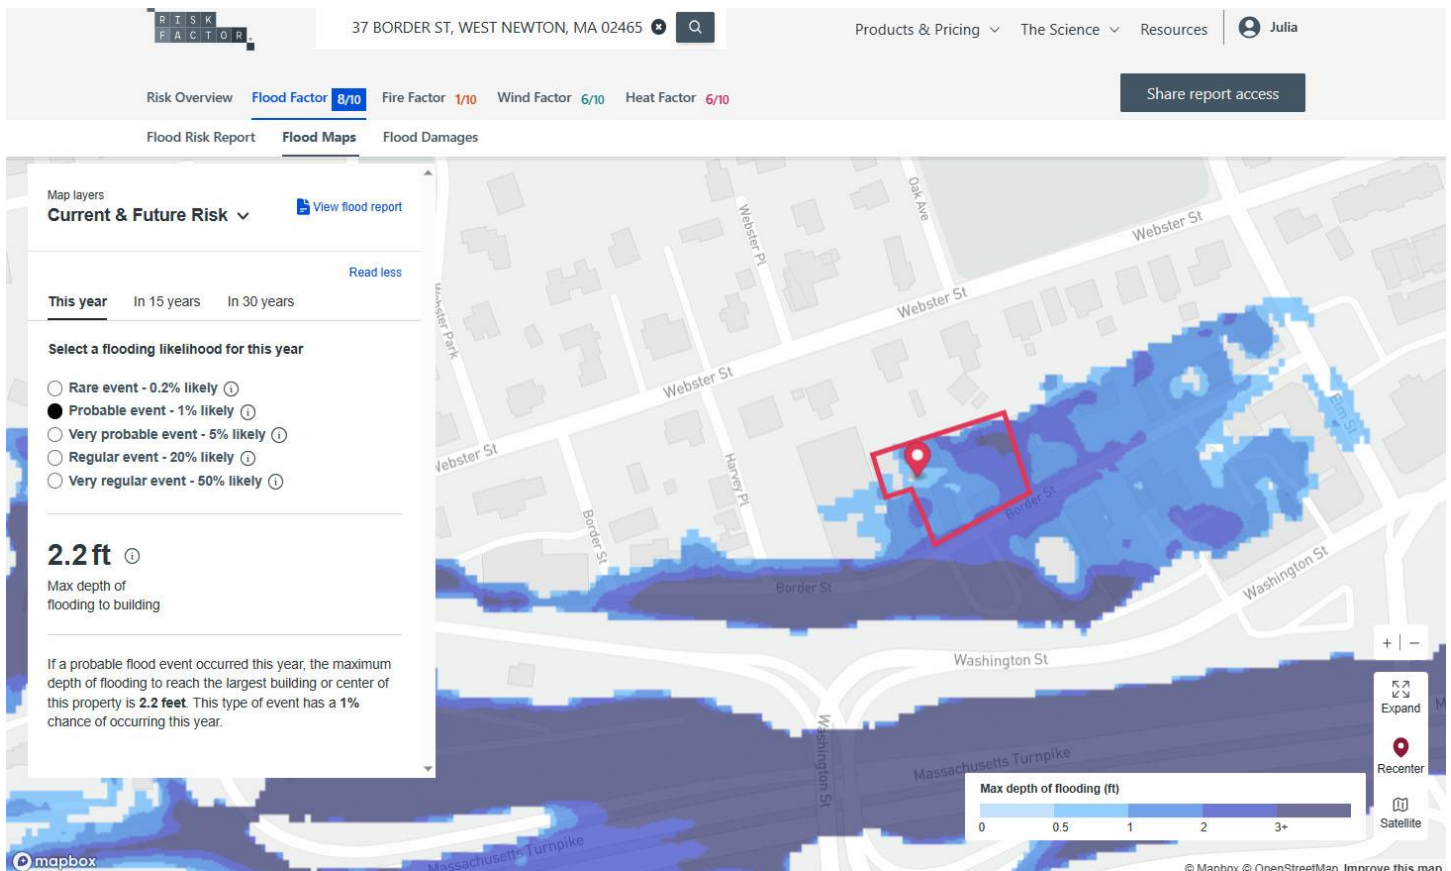 RISK
FACTOR.
37 BORDER ST, WEST NEWTON, MA 02465
Products & Pricing
The Science
Resources
Julia
Risk Overview
Flood Factor 8/10
Fire Factor 1/10
Wind Factor 6/10
Heat Factor 6/10
Share report access
Flood Risk Report
Flood Maps
Flood Damages
Map layers
Current & Future Risk
View flood report
Read less
This year
In 15 years
In 30 years
Select a flooding likelihood for this year
Rare event - 0.2% likely
Probable event - 1% likely
Very probable event - 5% likely
Regular event - 20% likely
Very regular event - 50% likely
2.2 ft
Max depth of
flooding to building
If a probable flood event occurred this year, the maximum
depth of flooding to reach the largest building or center of
this property is 2.2 feet. This type of event has a 1%
chance of occurring this year.
Webster Pl
Oak Ave
Webster St
Webster St
Webster St
Webster St
Webster Park
Harvey Pl
Border St
Border St
Border St
Elm St
Washington St
Washington St
Washington St
Massachusetts Turnpike
Massachusetts Turnpike
+ | −
Expand
M
Recenter
Satellite
Max depth of flooding (ft)
0 0.5 1 2 3+
mapbox
© Mapbox © OpenStreetMap Improve this map